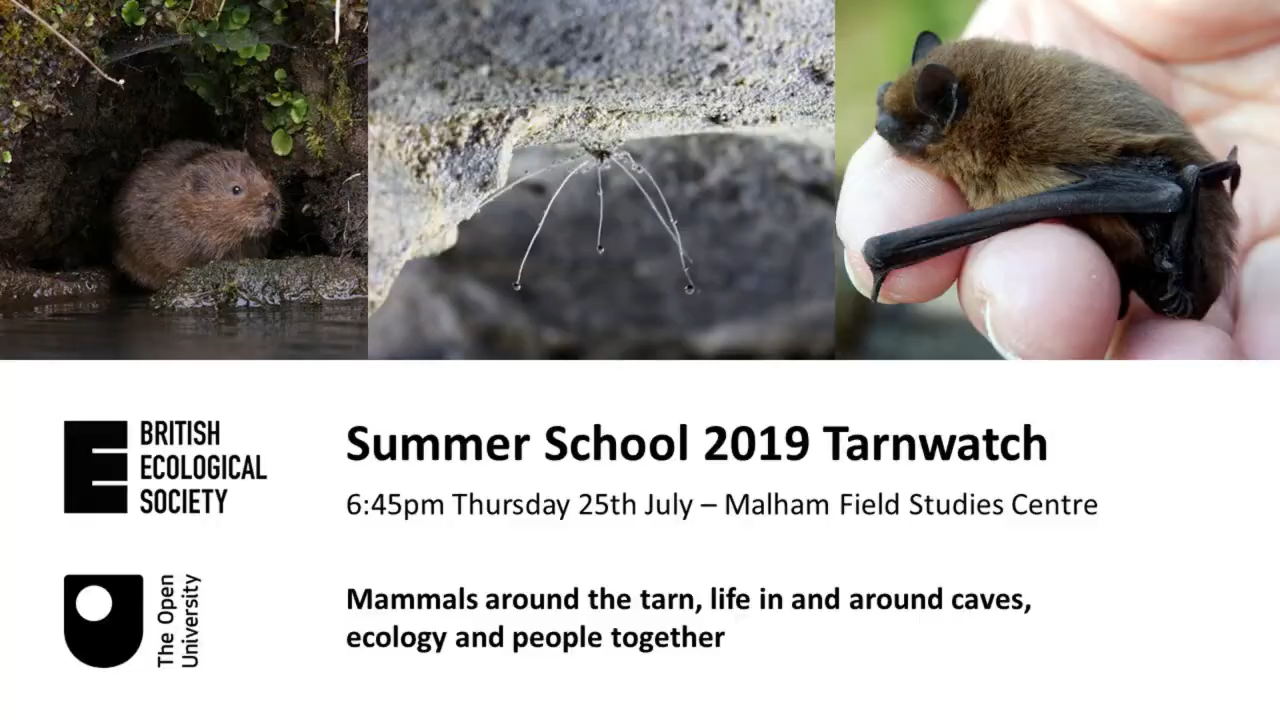 BRITISH
ECOLOGICAL
SOCIETY
Summer School 2019 Tarnwatch
6:45pm Thursday 25th July – Malham Field Studies Centre
The Open
University
Mammals around the tarn, life in and around caves,
ecology and people together